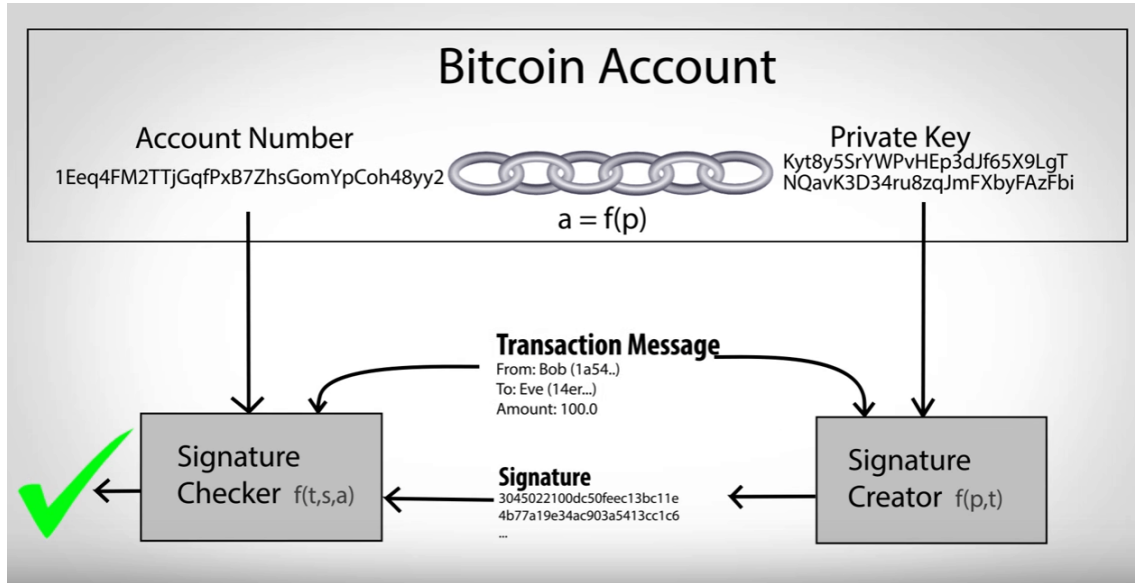 Bitcoin Account
Account Number
1Eeq4FM2TTjGqfPxB7ZhsGomYpCoh48yy2
Private Key
Kyt8y5SrYWPvHEp3dJf65X9LgT
NQavK3D34ru8zqJmFXbyFAzFbi
a = f(p)
Transaction Message
From: Bob (1a54..)
To: Eve (14er...)
Amount: 100.0
Signature
Checker f(t,s,a)
Signature
3045022100dc50feec13bc11e
4b77a19e34ac903a5413cc1c6
...
Signature
Creator f(p,t)